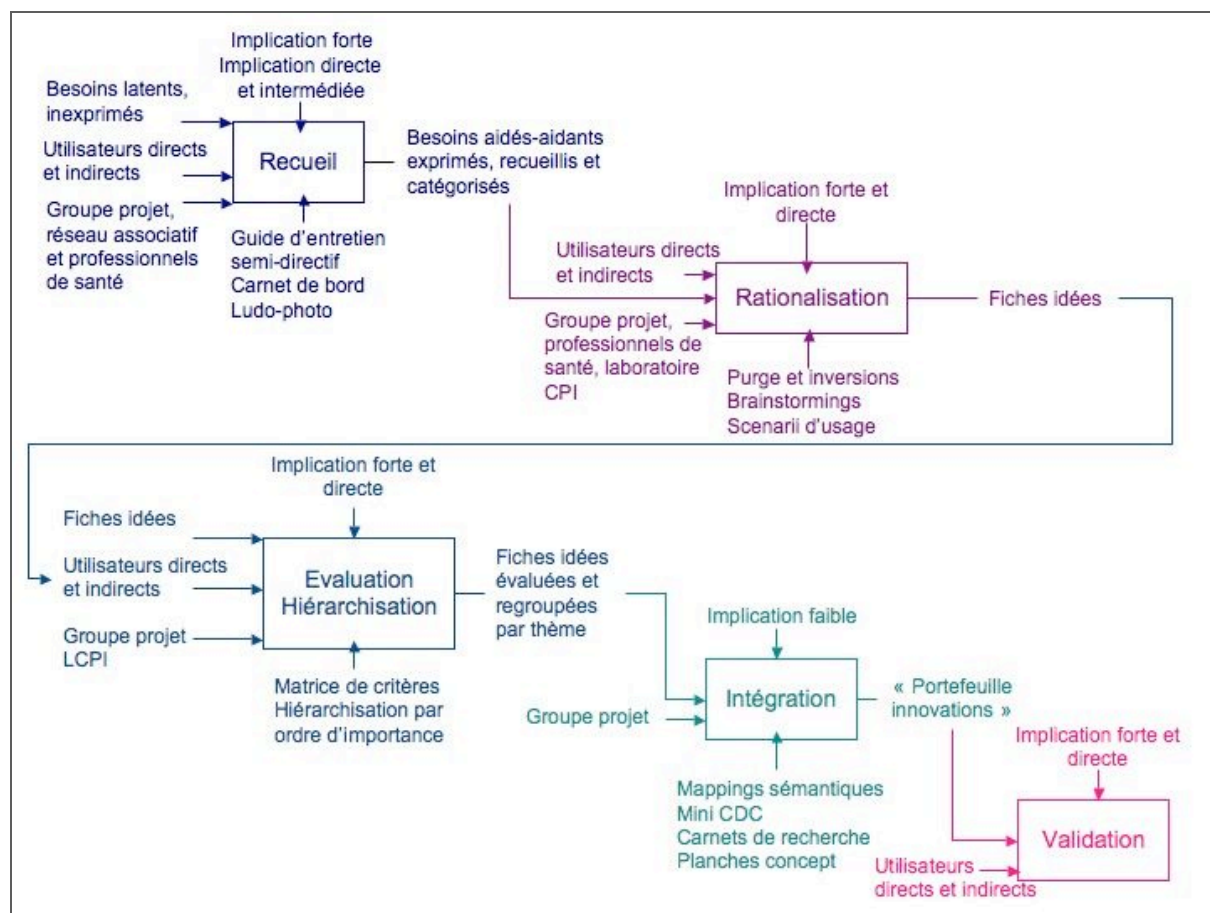 Implication forte
Implication directe
et intermédiée
Besoins latents,
inexprimés
Utilisateurs directs
et indirects
Groupe projet,
réseau associatif
et professionnels
de santé
Recueil
Guide d'entretien
semi-directif
Carnet de bord
Ludo-photo
Besoins aidés-aidants
exprimés, recueillis et
catégorisés
Implication forte et
directe
Utilisateurs directs
et indirects
Groupe projet,
professionnels de
santé, laboratoire
CPI
Rationalisation
Purge et inversions
Brainstormings
Scenarii d'usage
Fiches idées
Implication forte et
directe
Fiches idées
Utilisateurs directs
et indirects
Groupe projet
LCPI
Evaluation
Hiérarchisation
Matrice de critères
Hiérarchisation par
ordre d'importance
Fiches idées
évaluées et
regroupées
par thème
Implication faible
Groupe projet
Intégration
Mappings sémantiques
Mini CDC
Carnets de recherche
Planches concept
« Portefeuille
innovations »
Implication forte et
directe
Validation
Utilisateurs
directs et indirects